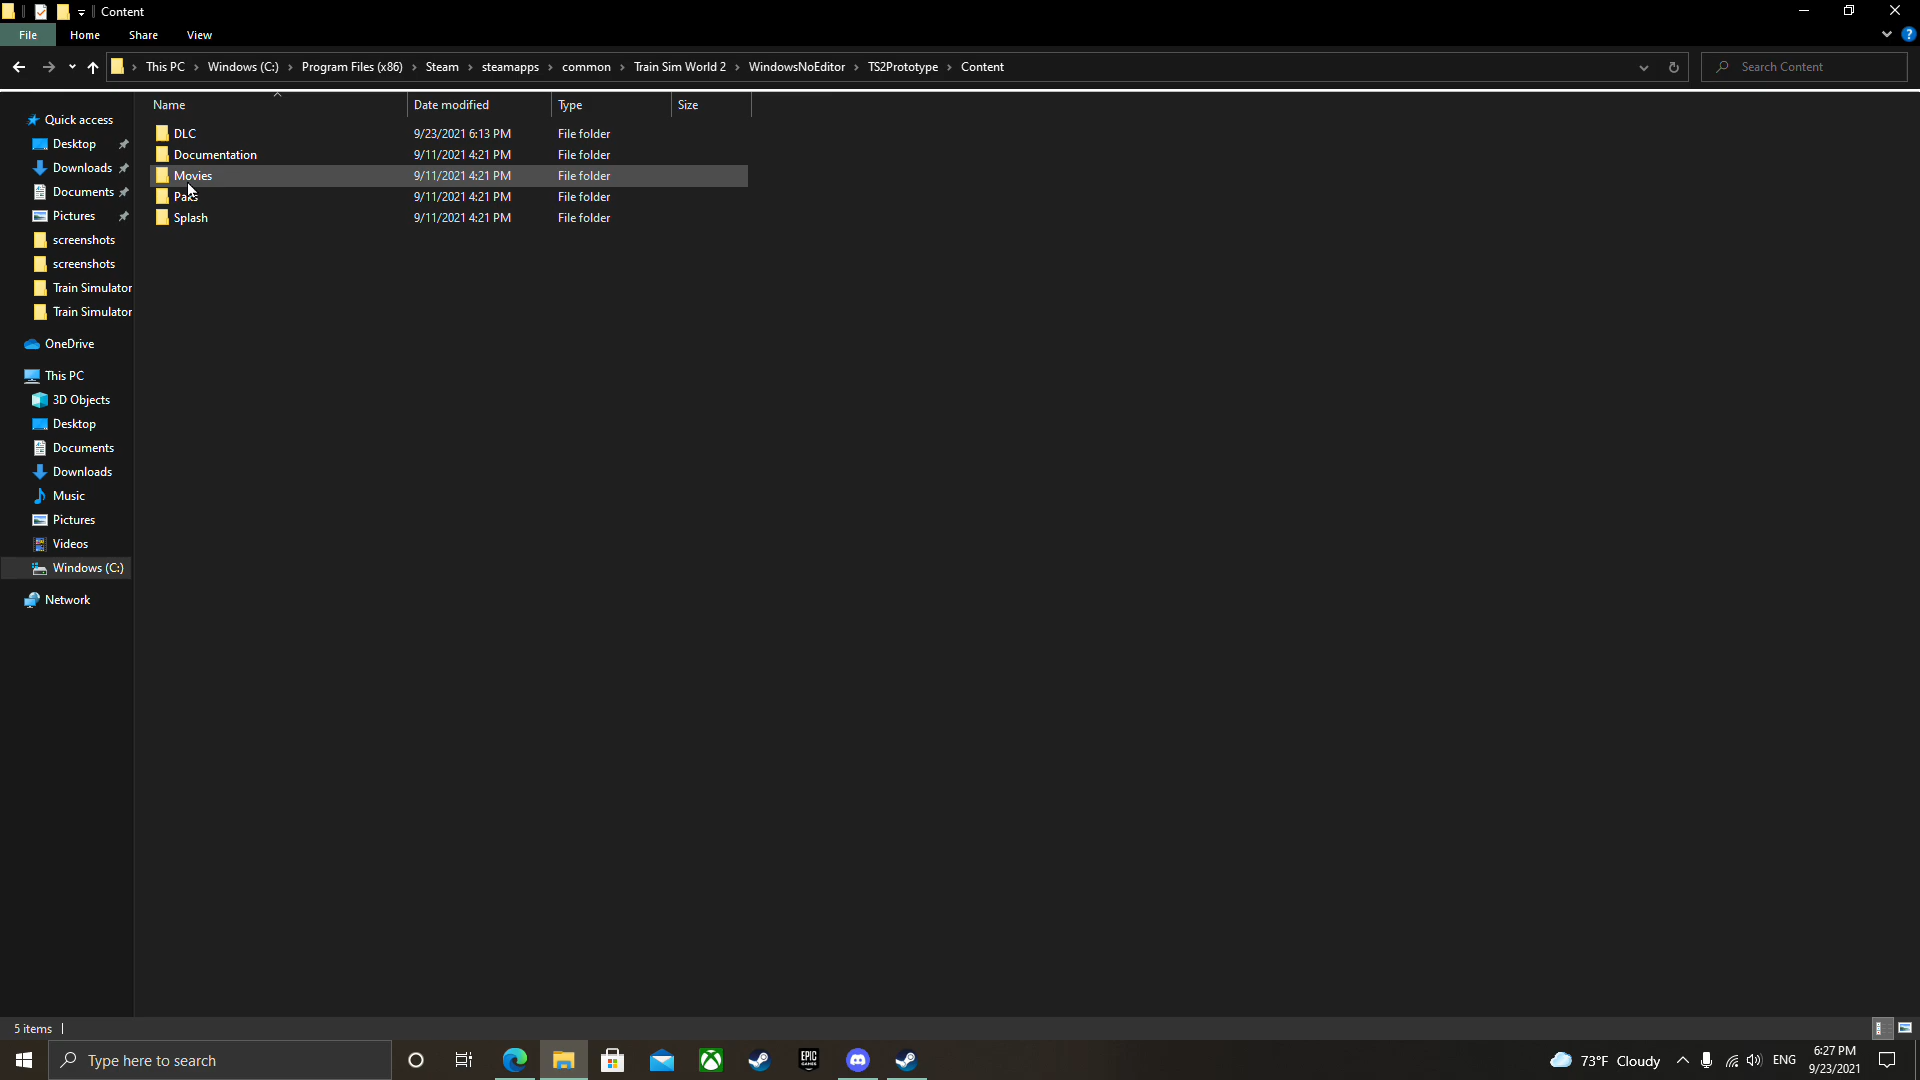 Content
File Home Share View
This PC Windows (C:) Program Files (x86) Steam steamapps common Train Sim World 2 WindowsNoEditor TS2Prototype Content
Search Content
Name Date modified Type Size
DLC 9/23/2021 6:13 PM File folder
Documentation 9/11/2021 4:21 PM File folder
Movies 9/11/2021 4:21 PM File folder
Paks 9/11/2021 4:21 PM File folder
Splash 9/11/2021 4:21 PM File folder
Quick access
Desktop
Downloads
Documents
Pictures
screenshots
screenshots
Train Simulator
Train Simulator
OneDrive
This PC
3D Objects
Desktop
Documents
Downloads
Music
Pictures
Videos
Windows (C:)
Network
5 items
Type here to search
EPIC
GAMES
73°F Cloudy
ENG
6:27 PM
9/23/2021